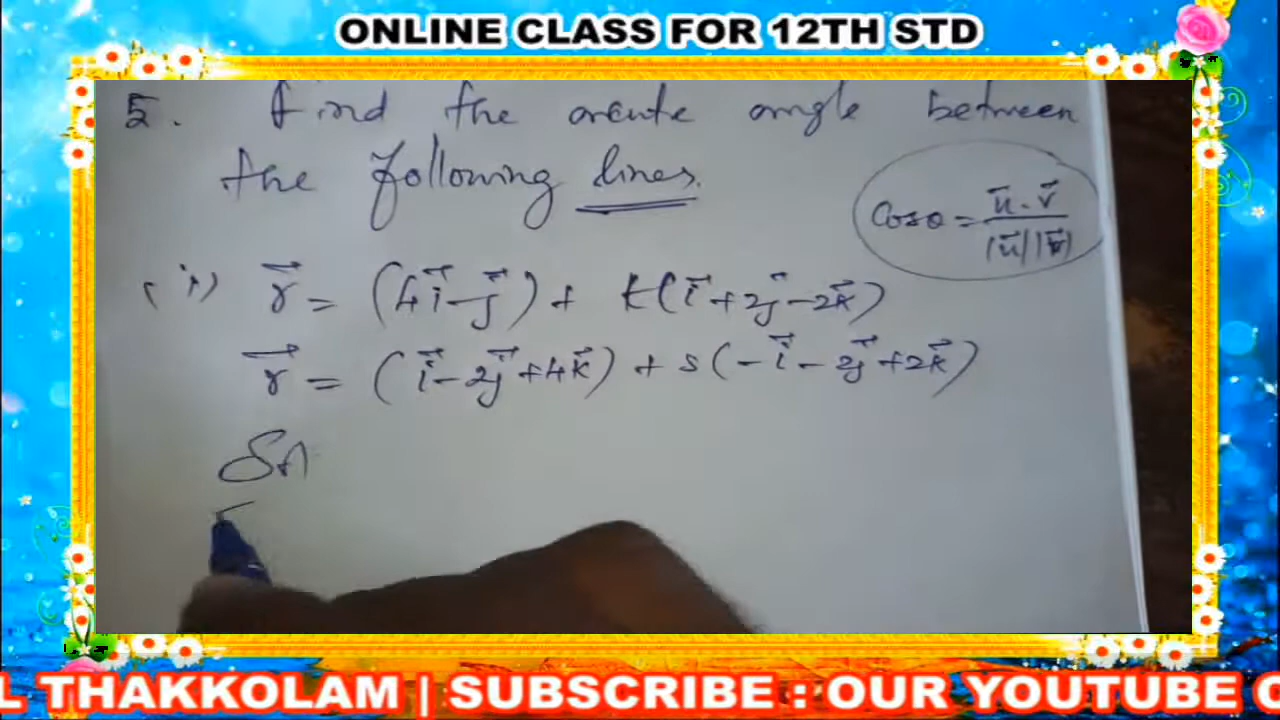 ONLINE CLASS FOR 12TH STD
5. Find the acute angle between
the following lines.
Cosθ = u⃗ . v⃗ / |u⃗| |v⃗|
(i) r⃗ = (4i⃗ - j⃗) + t(i⃗ + 2j⃗ - 2k⃗)
r⃗ = (i⃗ - 2j⃗ + 4k⃗) + s(-i⃗ - 2j⃗ + 2k⃗)
L THAKKOLAM | SUBSCRIBE : OUR YOUTUBE C